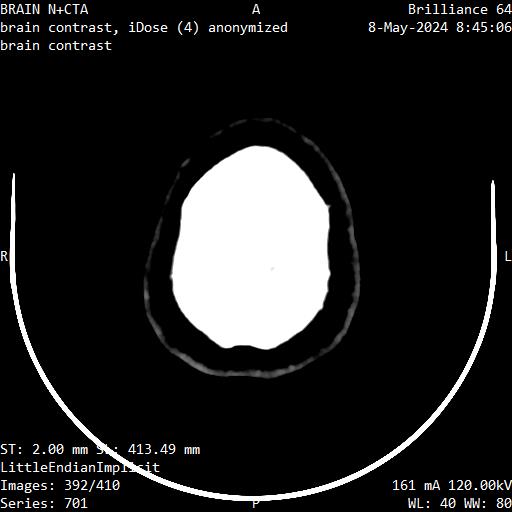 BRAIN N+CTA
A
Brilliance 64
brain contrast, iDose (4) anonymized
8-May-2024 8:45:06
brain contrast
R
L
ST: 2.00 mm SL: 413.49 mm
LittleEndianImplicit
Images: 392/410
161 mA 120.00kV
Series: 701
P
WL: 40 WW: 80